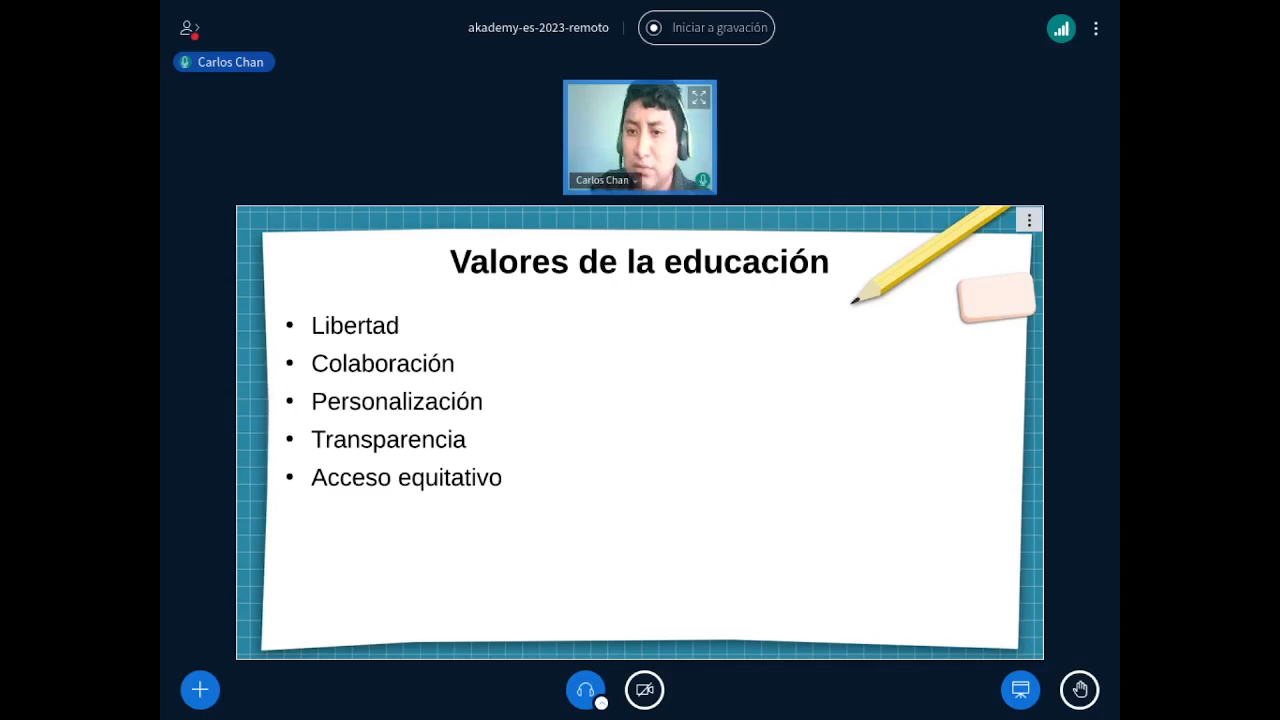 akademy-es-2023-remoto
Iniciar a gravación
Carlos Chan
Carlos Chan
Valores de la educación
• Libertad
• Colaboración
• Personalización
• Transparencia
• Acceso equitativo